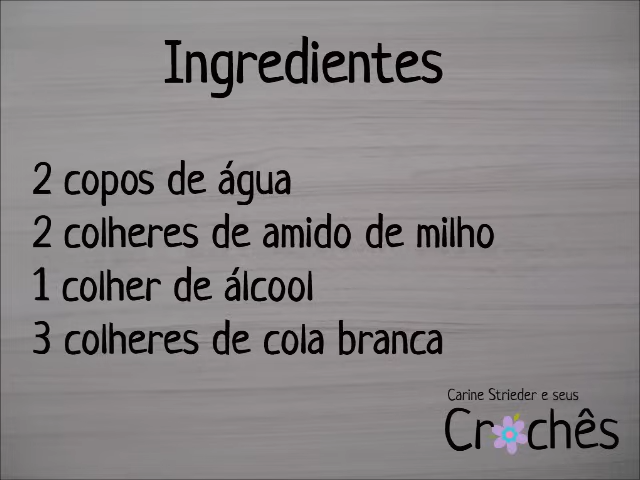 Ingredientes
2 copos de água
2 colheres de amido de milho
1 colher de álcool
3 colheres de cola branca
Carine Strieder e seus
Crochês